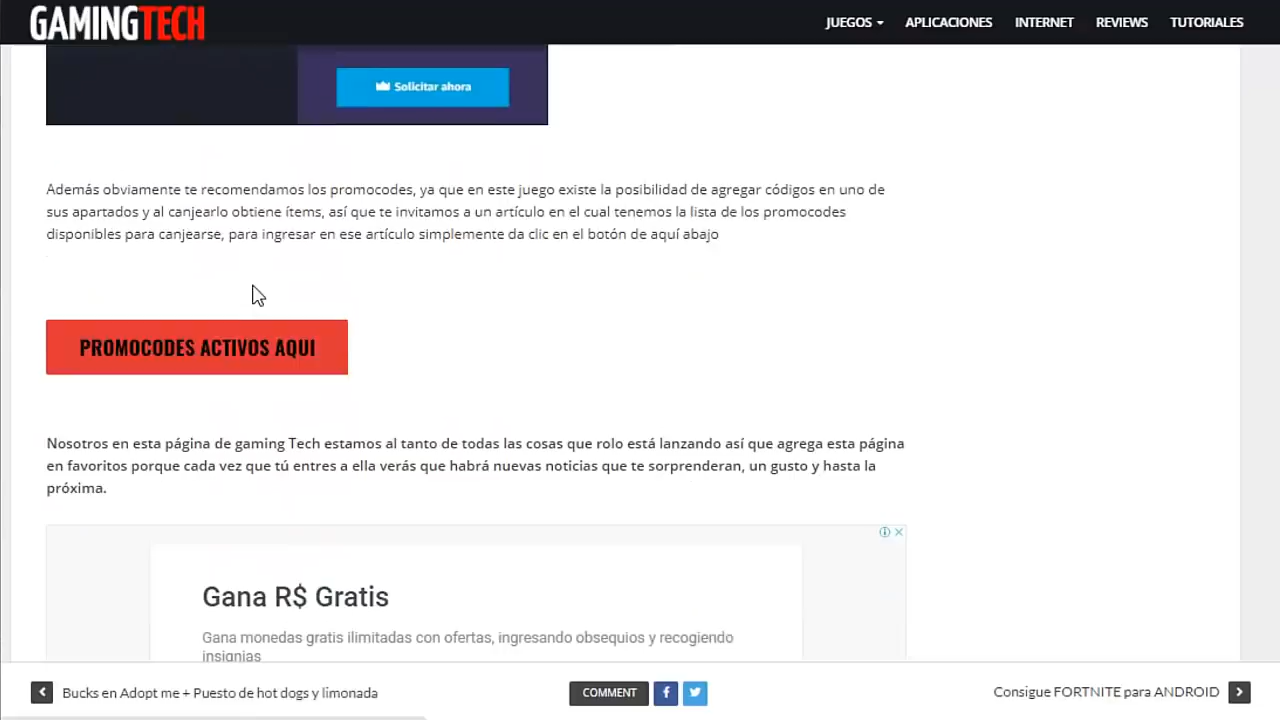 GAMINGTECH
JUEGOS
APLICACIONES
INTERNET
REVIEWS
TUTORIALES
Solicitar ahora
Además obviamente te recomendamos los promocodes, ya que en este juego existe la posibilidad de agregar códigos en uno de
sus apartados y al canjearlo obtiene ítems, así que te invitamos a un artículo en el cual tenemos la lista de los promocodes
disponibles para canjearse, para ingresar en ese artículo simplemente da clic en el botón de aquí abajo
PROMOCODES ACTIVOS AQUI
Nosotros en esta página de gaming Tech estamos al tanto de todas las cosas que rolo está lanzando así que agrega esta página
en favoritos porque cada vez que tú entres a ella verás que habrá nuevas noticias que te sorprenderan, un gusto y hasta la
próxima.
Gana R$ Gratis
Gana monedas gratis ilimitadas con ofertas, ingresando obsequios y recogiendo
insignias
Bucks en Adopt me + Puesto de hot dogs y limonada
COMMENT
Consigue FORTNITE para ANDROID